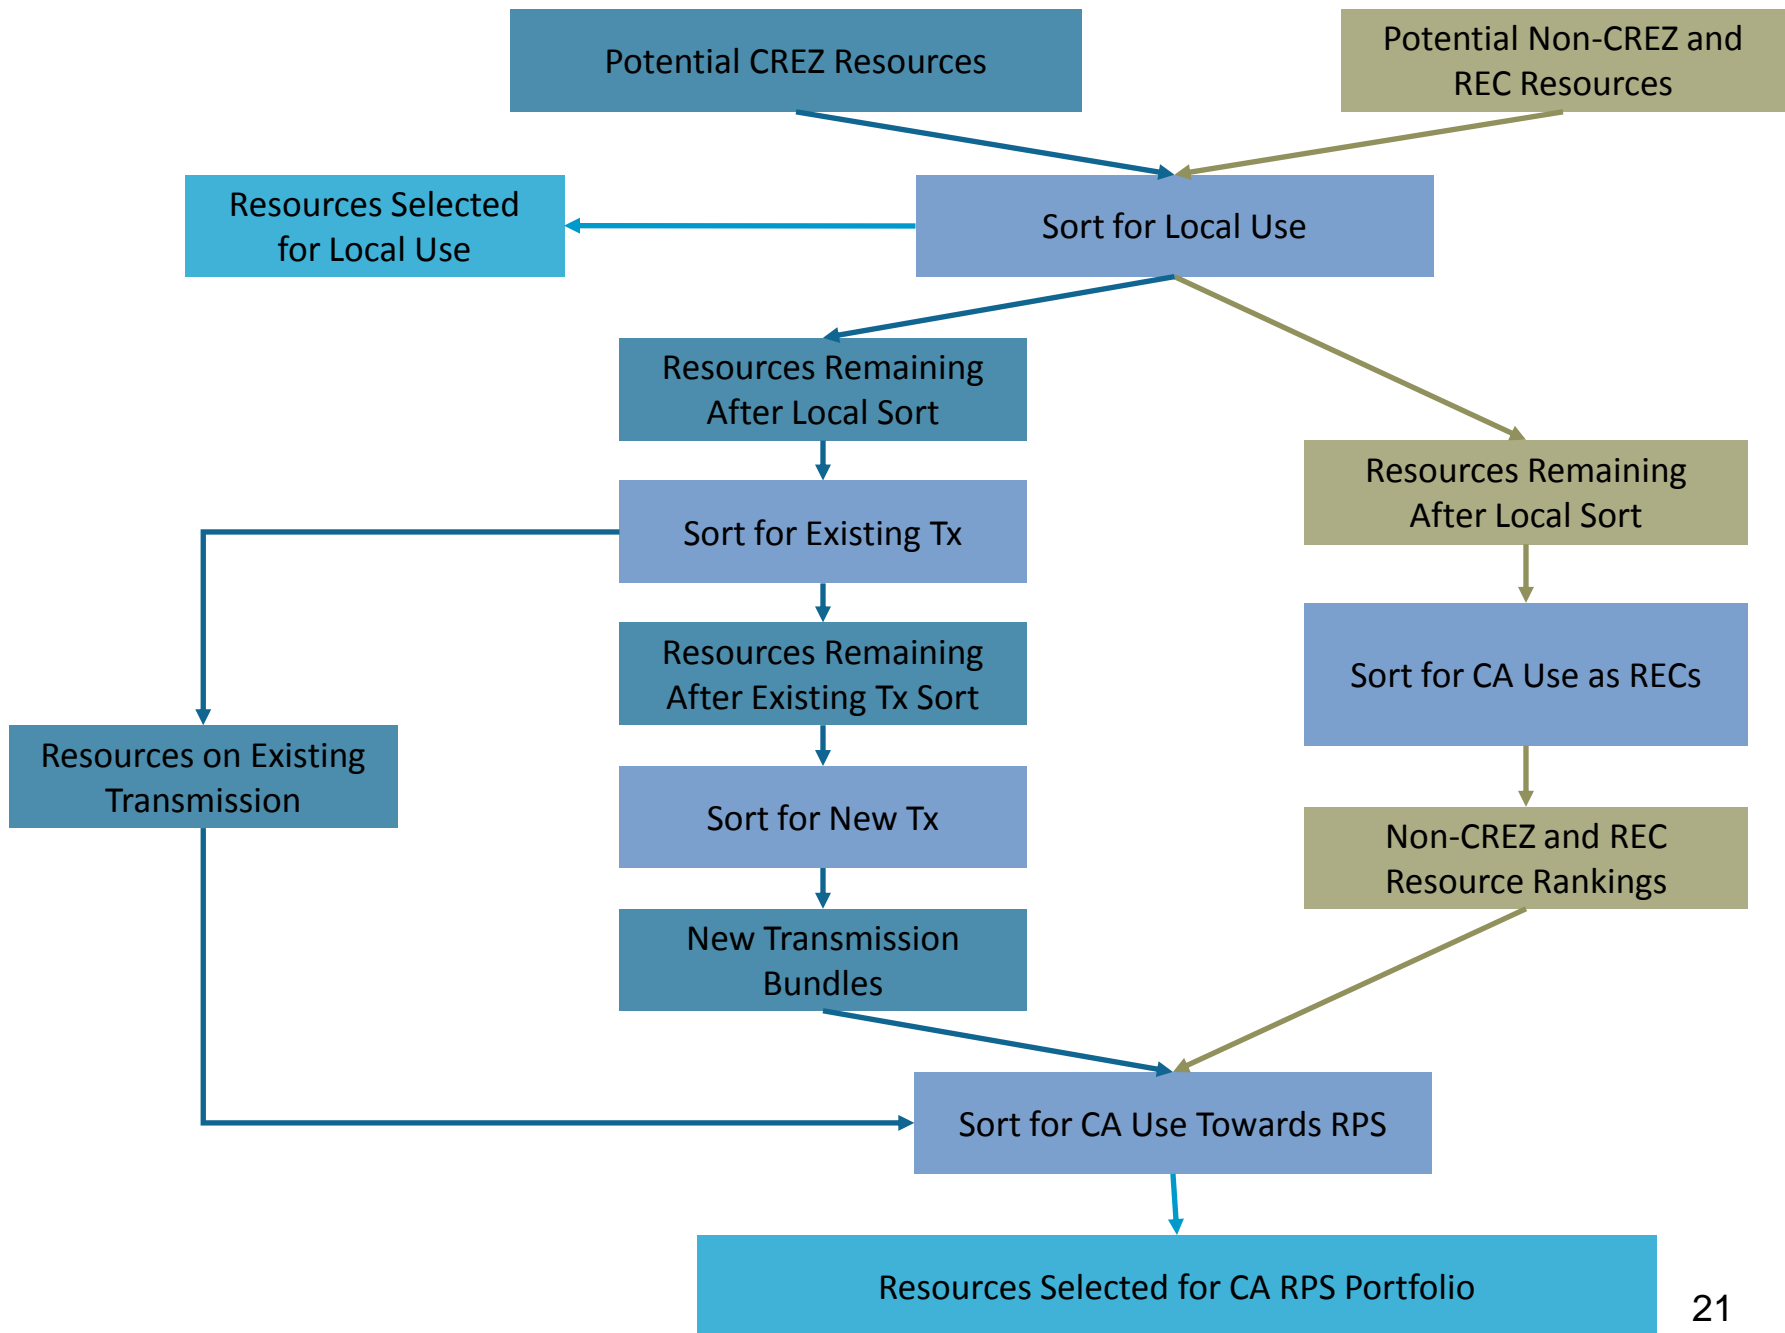 Potential CREZ Resources
Potential Non-CREZ and
REC Resources
Resources Selected
for Local Use
Sort for Local Use
Resources Remaining
After Local Sort
Resources Remaining
After Local Sort
Sort for Existing Tx
Sort for CA Use as RECs
Resources Remaining
After Existing Tx Sort
Resources on Existing
Transmission
Sort for New Tx
Non-CREZ and REC
Resource Rankings
New Transmission
Bundles
Sort for CA Use Towards RPS
Resources Selected for CA RPS Portfolio
21